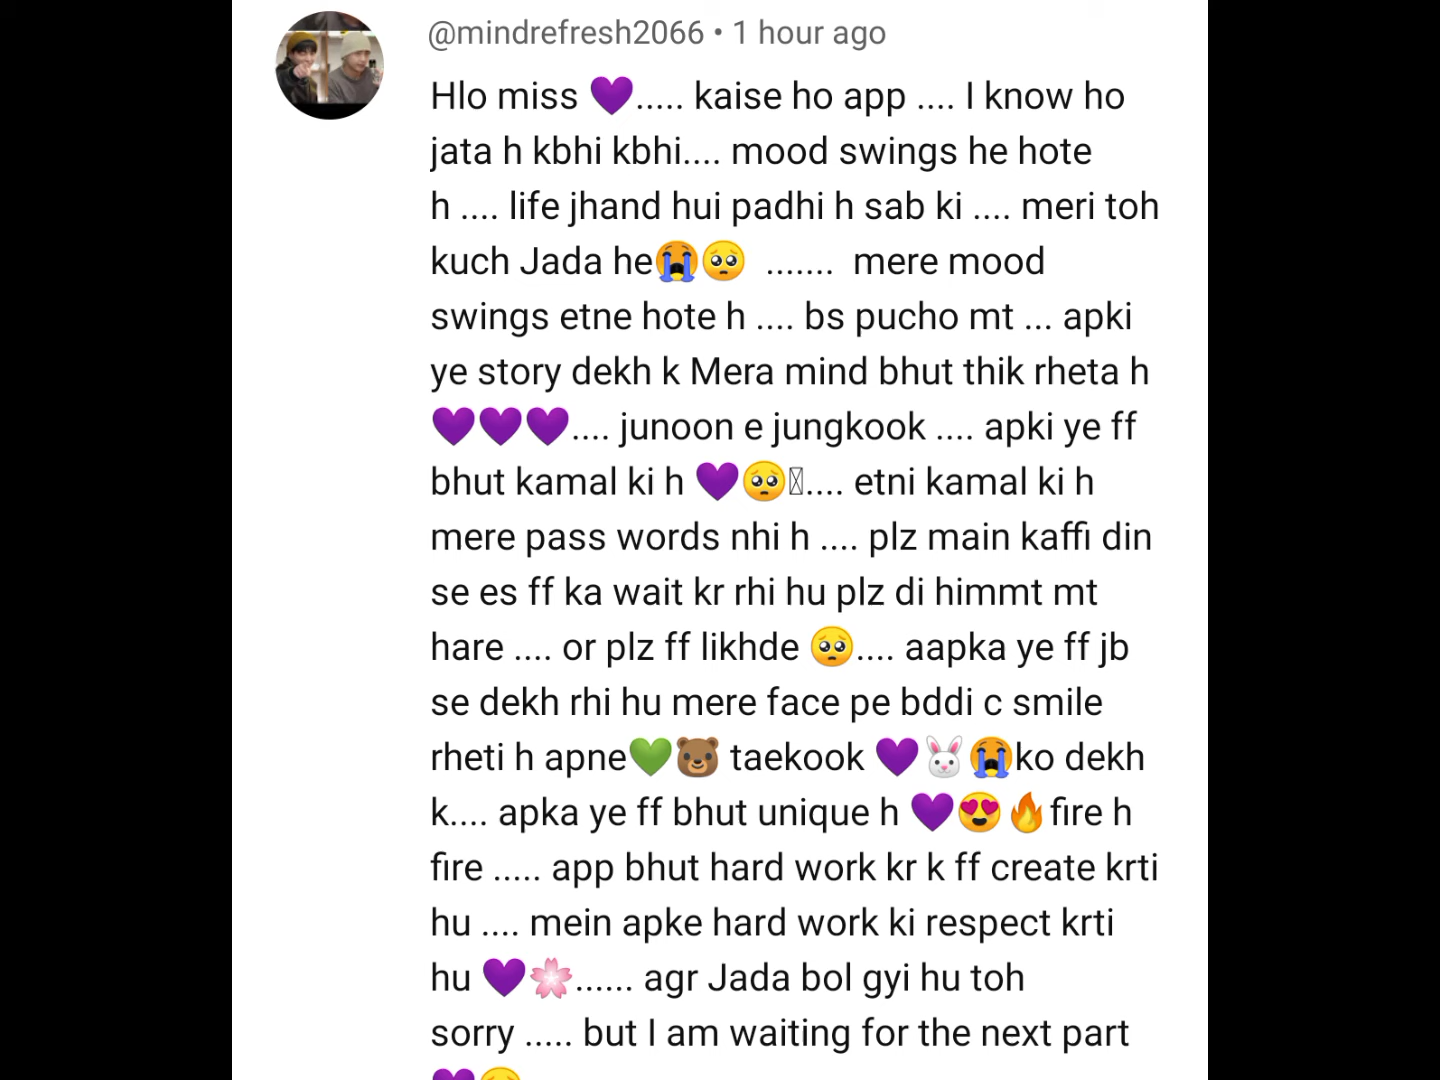 @mindrefresh2066 • 1 hour ago
Hlo miss 💜..... kaise ho app .... I know ho
jata h kbhi kbhi.... mood swings he hote
h .... life jhand hui padhi h sab ki .... meri toh
kuch Jada he😭🥺 ....... mere mood
swings etne hote h .... bs pucho mt ... apki
ye story dekh k Mera mind bhut thik rheta h
💜💜💜.... junoon e jungkook .... apki ye ff
bhut kamal ki h 💜🥺.... etni kamal ki h
mere pass words nhi h .... plz main kaffi din
se es ff ka wait kr rhi hu plz di himmt mt
hare .... or plz ff likhde 🥺.... aapka ye ff jb
se dekh rhi hu mere face pe bddi c smile
rheti h apne💚🐻 taekook 💜🐰😭ko dekh
k.... apka ye ff bhut unique h 💜😍🔥fire h
fire ..... app bhut hard work kr k ff create krti
hu .... mein apke hard work ki respect krti
hu 💜🌸...... agr Jada bol gyi hu toh
sorry ..... but I am waiting for the next part